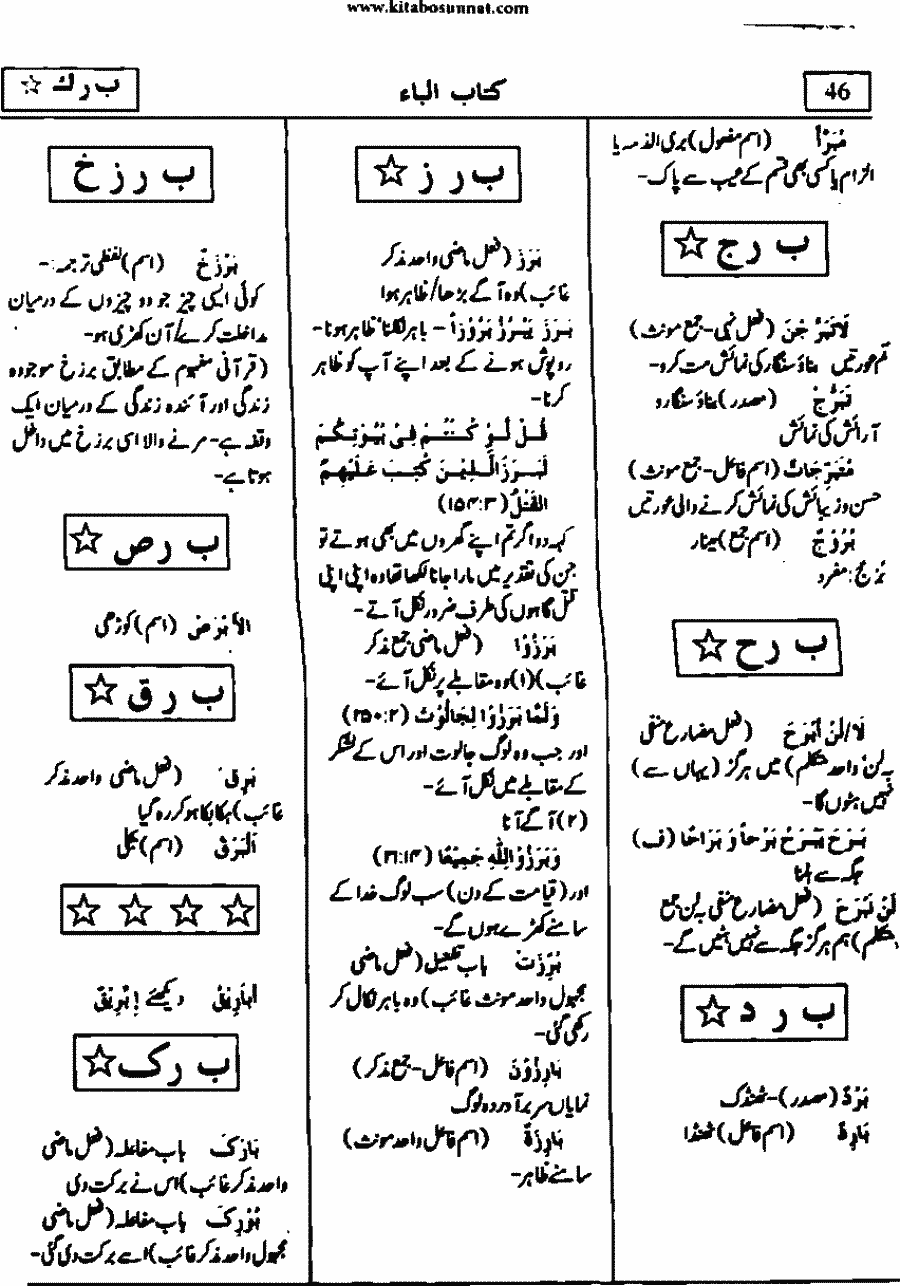 www.kitabosunnat.com
46
كتاب الباء
ب ر ك ☆
مُبَرَّأ (اسم مفعول) بری الذمہ یا
الزام یا کسی بھی قسم کے عیب سے پاک۔
ب ر ج ☆
لَا تَبَرَّجْنَ (فعل نہی۔ جمع مونث)
تم عورتیں بناؤ سنگار کی نمائش مت کرو۔
تَبَرُّجْ (مصدر) بناؤ سنگار و
آرائش کی نمائش
مُتَبَرِّجَاتٌ (اسم فاعل۔ جمع مونث)
حسن و زیبائش کی نمائش کرنے والی عورتیں
بُرُوْجٌ (اسم جمع) مینار
بُرْجٌ: مفرد
ب ر ح ☆
لَا/لَنْ أَبْرَحَ (فعل مضارع منفی
بہ لن واحد متکلم) میں ہرگز (یہاں سے)
نہیں ہٹوں گا۔
بَرَحَ يَبْرَحُ بَرْحاً وَ بَرَاحًا (ف)
جگہ سے ہلنا
لَنْ نَبْرَحَ (فعل مضارع منفی بہ لن جمع
متکلم) ہم ہرگز جگہ سے نہیں ہٹیں گے۔
ب ر د ☆
بَرْدٌ (مصدر)۔ ٹھنڈک
بَارِدٌ (اسم فاعل) ٹھنڈا
ب ر ز ☆
بَرَزَ (فعل ماضی واحد مذکر
غائب) وہ آگے بڑھا/ظاہر ہوا
بَرَزَ يَبْرُزُ بُرُوْزاً۔ باہر نکلنا' ظاہر ہونا۔
روپوش ہونے کے بعد اپنے آپ کو ظاہر
کرنا۔
قُلْ لَّوْ كُنْتُمْ فِىْ بُيُوْتِكُمْ
لَبَرَزَ الَّذِيْنَ كُتِبَ عَلَيْهِمُ
القَتْلُ (۳:۱۵۴)
کہہ دو اگر تم اپنے گھروں میں بھی ہوتے تو
جن کی تقدیر میں مارا جانا لکھا تھا وہ اپنی اپنی
قتل گاہوں کی طرف ضرور نکل آتے۔
بَرَزُوْا (فعل ماضی جمع مذکر
غائب) (۱) وہ مقابلے پر نکل آئے۔
وَلَمَّا بَرَزُوْا لِجَالُوْتَ (۲:۲۵۰)
اور جب وہ لوگ جالوت اور اس کے لشکر
کے مقابلے میں نکل آئے۔
(۲) آگے آنا
وَبَرَزُوْا لِلّٰهِ جَمِيْعًا (۱۴:۲۱)
اور (قیامت کے دن) سب لوگ خدا کے
سامنے کھڑے ہوں گے۔
بُرِّزَتْ باب تفعیل (فعل ماضی
مجہول واحد مونث غائب) وہ باہر نکال کر
رکھی گئی۔
بَارِزُوْنَ (اسم فاعل۔ جمع مذکر)
نمایاں سر برآوردہ لوگ
بَارِزَةٌ (اسم فاعل واحد مونث)
سامنے ظاہر۔
ب ر ز خ
بَرْزَخٌ (اسم) لفظی ترجمہ:۔
کوئی ایسی چیز جو دو چیزوں کے درمیان
مداخلت کرے/آن کھڑی ہو۔
(قرآنی مفہوم کے مطابق برزخ موجودہ
زندگی اور آئندہ زندگی کے درمیان ایک
وقفہ ہے۔ مرنے والا اسی برزخ میں داخل
ہوتا ہے۔
ب ر ص ☆
الأَبْرَصَ (اسم) کوڑھی
ب ر ق ☆
بَرِقَ (فعل ماضی واحد مذکر
غائب) ہکا بکا ہو کر رہ گیا
اَلْبَرْقُ (اسم) بجلی
☆ ☆ ☆ ☆
أَبَارِيْقُ دیکھئے إِبْرِيْقٌ
ب ر ک ☆
بَارَكَ باب مفاعلہ (فعل ماضی
واحد مذکر غائب) اس نے برکت دی
بُوْرِكَ باب مفاعلہ (فعل ماضی
مجہول واحد مذکر غائب) اسے برکت دی گئی۔